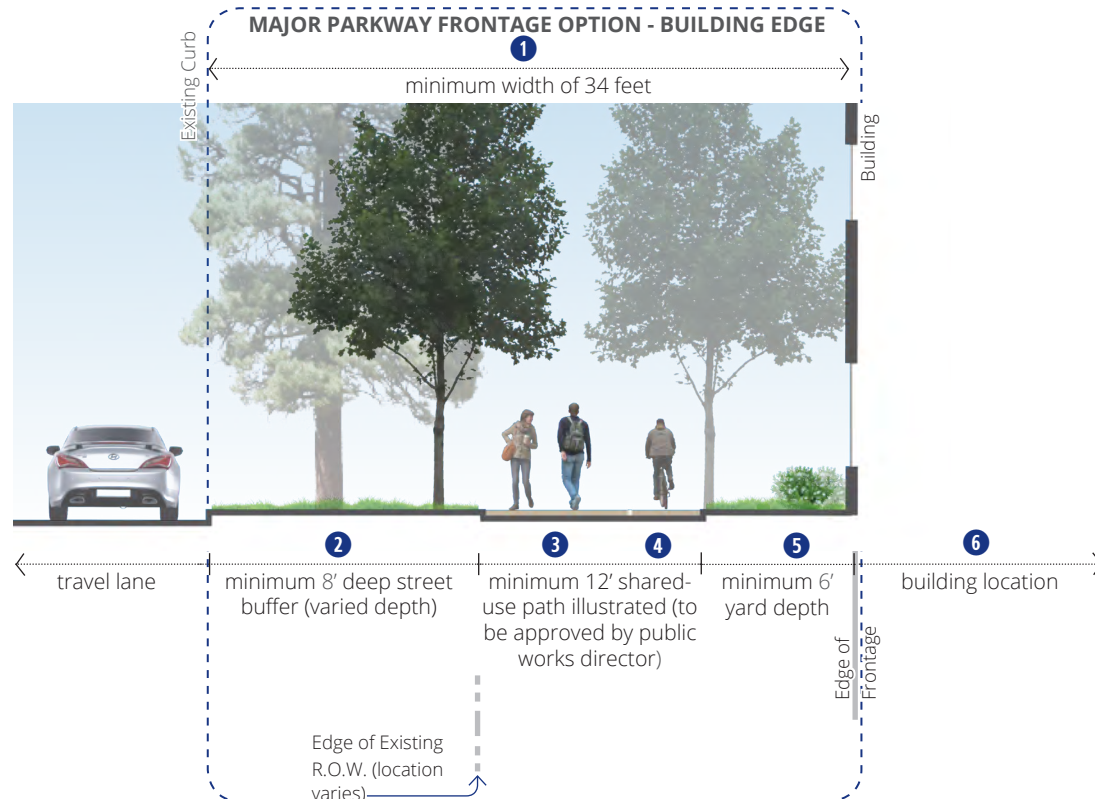 MAJOR PARKWAY FRONTAGE OPTION - BUILDING EDGE
1
minimum width of 34 feet
Existing Curb
Building
2
3
4
5
6
travel lane
minimum 8’ deep street
buffer (varied depth)
minimum 12’ shared-
use path illustrated (to
be approved by public
works director)
minimum 6’
yard depth
building location
Edge of
Frontage
Edge of Existing
R.O.W. (location
varies)